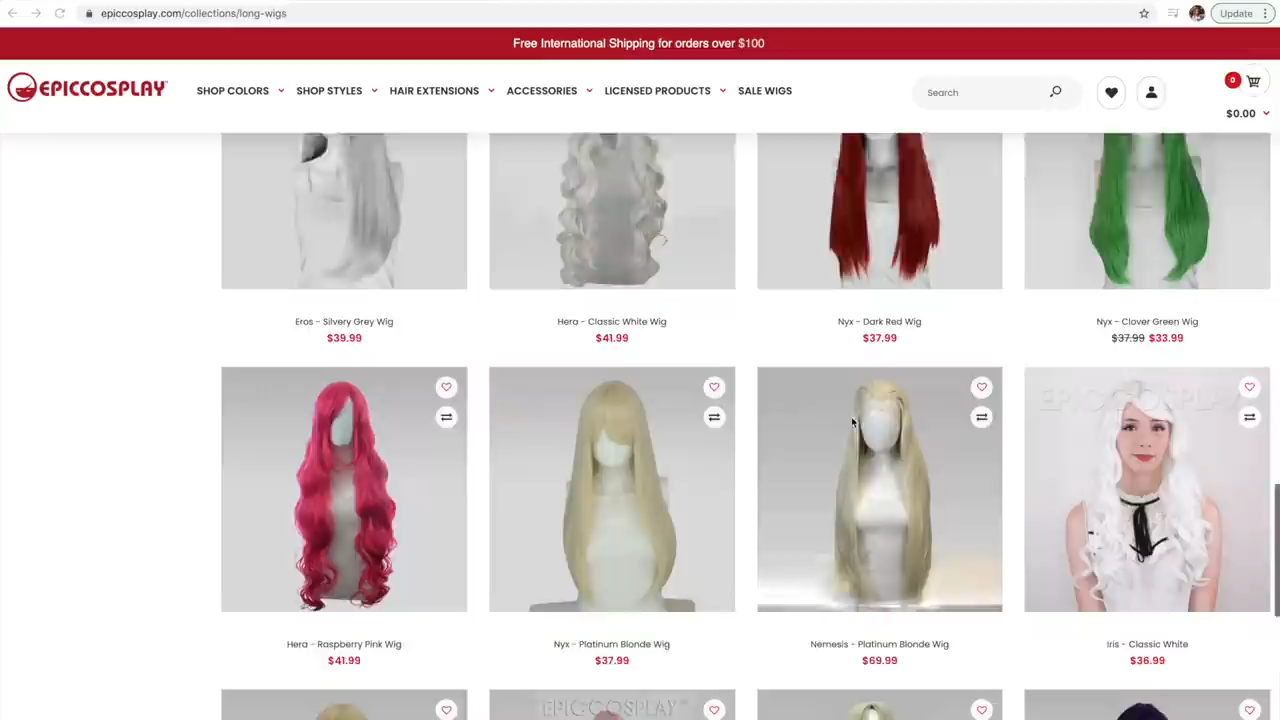 epiccosplay.com/collections/long-wigs
Update
Free International Shipping for orders over $100
EPICCOSPLAY
SHOP COLORS
SHOP STYLES
HAIR EXTENSIONS
ACCESSORIES
LICENSED PRODUCTS
SALE WIGS
Search
0
$0.00
Eros - Silvery Grey Wig
$39.99
Hera - Classic White Wig
$41.99
Nyx - Dark Red Wig
$37.99
Nyx - Clover Green Wig
$37.99 $33.99
EPICCOSPLAY
Hera - Raspberry Pink Wig
$41.99
Nyx - Platinum Blonde Wig
$37.99
Nemesis - Platinum Blonde Wig
$69.99
Iris - Classic White
$36.99
EPICCOSPLAY